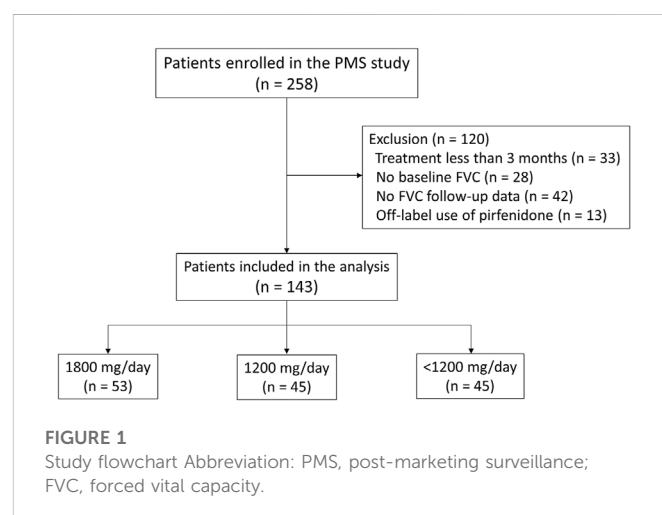 Patients enrolled in the PMS study
(n = 258)
Exclusion (n = 120)
Treatment less than 3 months (n = 33)
No baseline FVC (n = 28)
No FVC follow-up data (n = 42)
Off-label use of pirfenidone (n = 13)
Patients included in the analysis
(n = 143)
1800 mg/day
(n = 53)
1200 mg/day
(n = 45)
<1200 mg/day
(n = 45)
FIGURE 1
Study flowchart Abbreviation: PMS, post-marketing surveillance;
FVC, forced vital capacity.